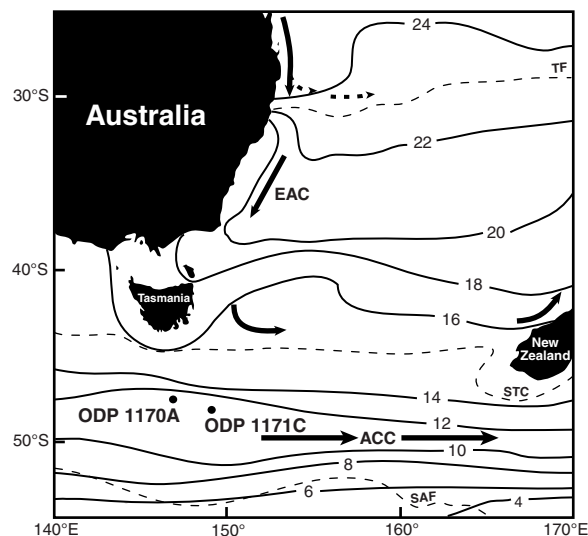 24
TF
30°S
Australia
22
EAC
20
40°S
18
Tasmania
16
New
Zealand
STC
14
ODP 1170A
ODP 1171C
12
50°S
ACC
10
8
6
SAF
4
140°E
150°
160°E
170°E